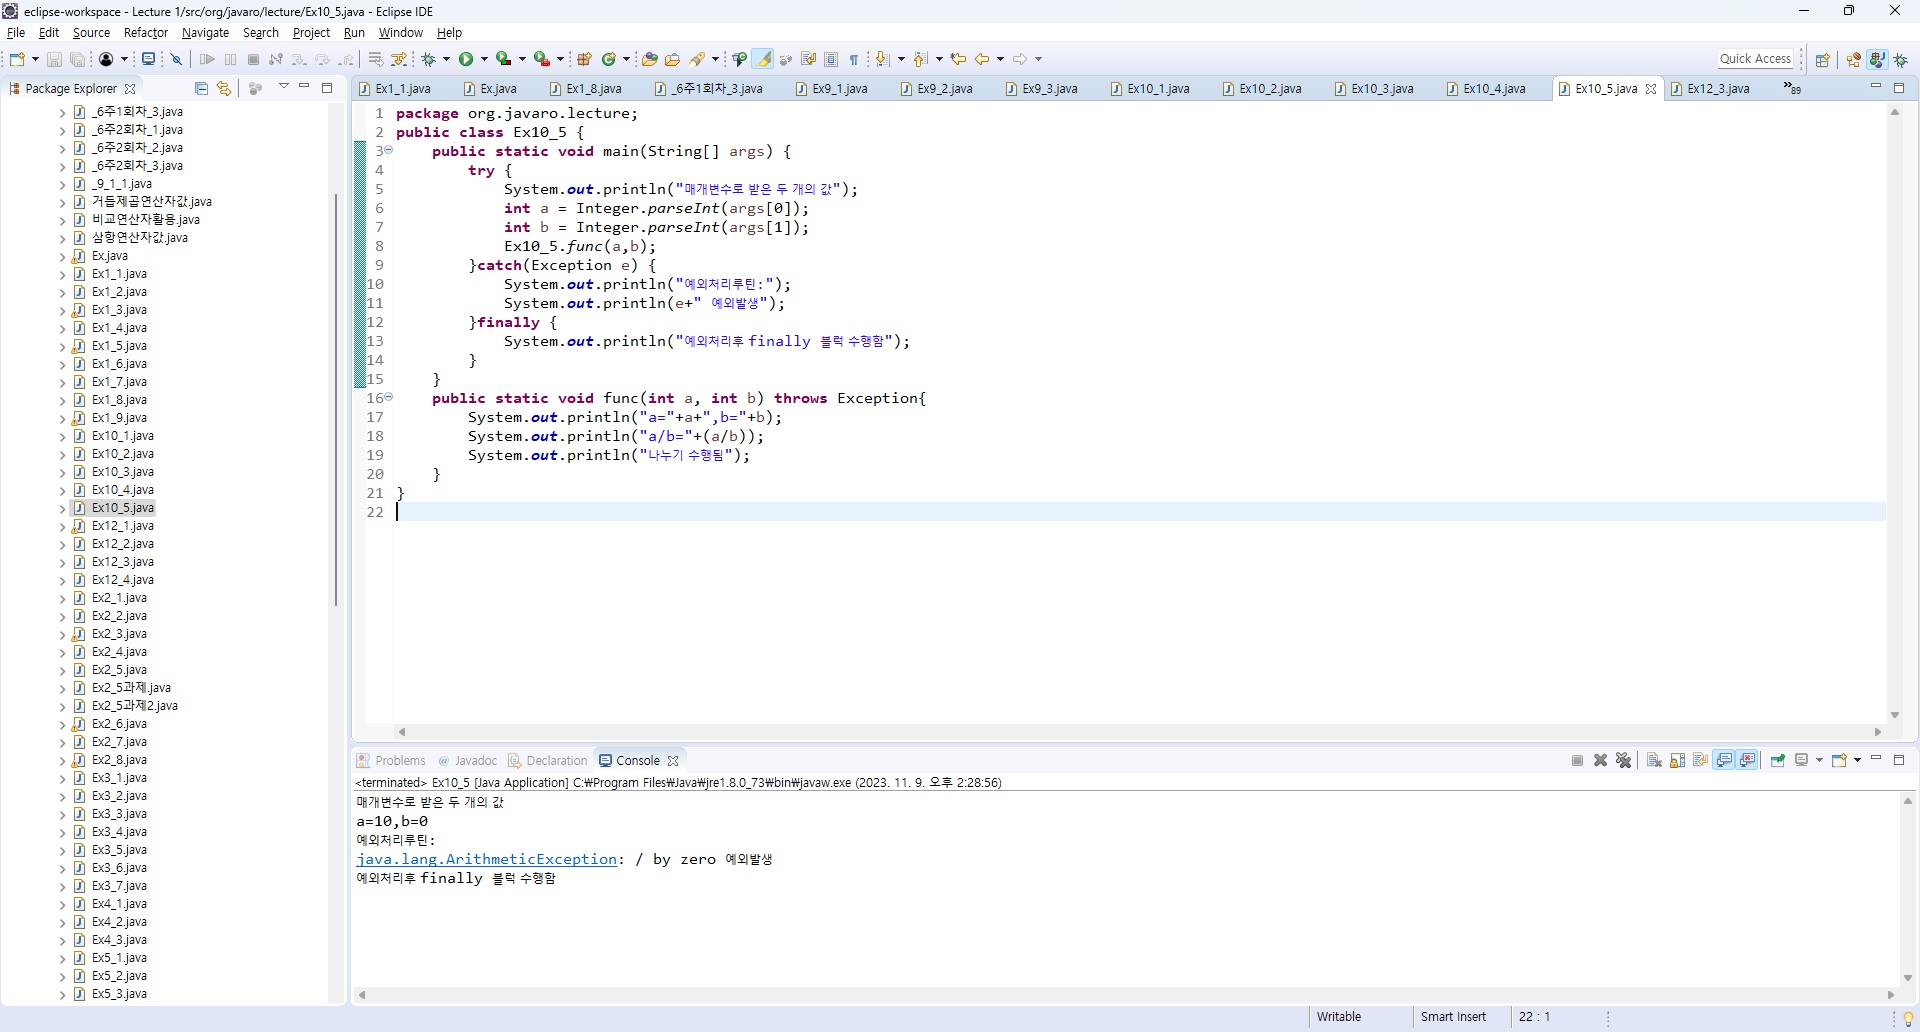 eclipse-workspace - Lecture 1/src/org/javaro/lecture/Ex10_5.java - Eclipse IDE
File Edit Source Refactor Navigate Search Project Run Window Help
Quick Access
Package Explorer
Ex1_1.java Ex.java Ex1_8.java _6주1회차_3.java Ex9_1.java Ex9_2.java Ex9_3.java Ex10_1.java Ex10_2.java Ex10_3.java Ex10_4.java Ex10_5.java Ex12_3.java »89
_6주1회차_3.java
_6주2회차_1.java
_6주2회차_2.java
_6주2회차_3.java
_9_1_1.java
거듭제곱연산자값.java
비교연산자활용.java
삼항연산자값.java
Ex.java
Ex1_1.java
Ex1_2.java
Ex1_3.java
Ex1_4.java
Ex1_5.java
Ex1_6.java
Ex1_7.java
Ex1_8.java
Ex1_9.java
Ex10_1.java
Ex10_2.java
Ex10_3.java
Ex10_4.java
Ex10_5.java
Ex12_1.java
Ex12_2.java
Ex12_3.java
Ex12_4.java
Ex2_1.java
Ex2_2.java
Ex2_3.java
Ex2_4.java
Ex2_5.java
Ex2_5과제.java
Ex2_5과제2.java
Ex2_6.java
Ex2_7.java
Ex2_8.java
Ex3_1.java
Ex3_2.java
Ex3_3.java
Ex3_4.java
Ex3_5.java
Ex3_6.java
Ex3_7.java
Ex4_1.java
Ex4_2.java
Ex4_3.java
Ex5_1.java
Ex5_2.java
Ex5_3.java
1 package org.javaro.lecture;
2 public class Ex10_5 {
3 public static void main(String[] args) {
4 try {
5 System.out.println("매개변수로 받은 두 개의 값");
6 int a = Integer.parseInt(args[0]);
7 int b = Integer.parseInt(args[1]);
8 Ex10_5.func(a,b);
9 }catch(Exception e) {
10 System.out.println("예외처리루틴:");
11 System.out.println(e+" 예외발생");
12 }finally {
13 System.out.println("예외처리후 finally 블럭 수행함");
14 }
15 }
16 public static void func(int a, int b) throws Exception{
17 System.out.println("a="+a+",b="+b);
18 System.out.println("a/b="+(a/b));
19 System.out.println("나누기 수행됨");
20 }
21 }
22
Problems @ Javadoc Declaration Console
<terminated> Ex10_5 [Java Application] C:₩Program Files₩Java₩jre1.8.0_73₩bin₩javaw.exe (2023. 11. 9. 오후 2:28:56)
매개변수로 받은 두 개의 값
a=10,b=0
예외처리루틴:
java.lang.ArithmeticException: / by zero 예외발생
예외처리후 finally 블럭 수행함
Writable Smart Insert 22 : 1